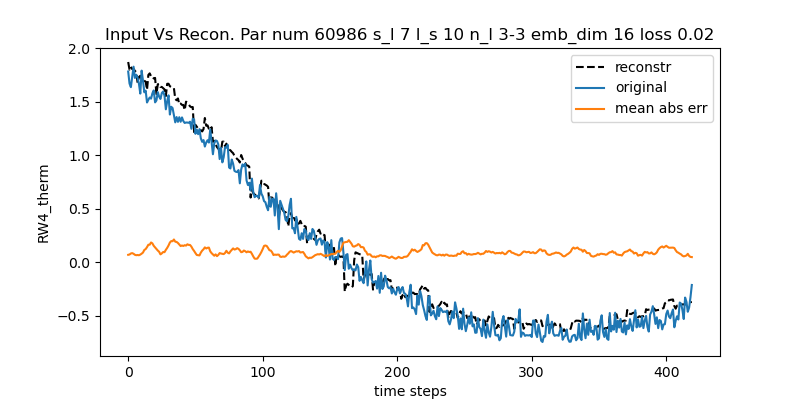 Input Vs Recon. Par num 60986 s_l 7 l_s 10 n_l 3-3 emb_dim 16 loss 0.02
reconstr
original
mean abs err
RW4_therm
2.0
1.5
1.0
0.5
0.0
−0.5
0 100 200 300 400
time steps